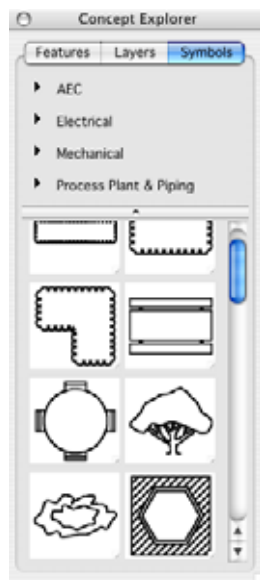 Concept Explorer
Features Layers Symbols
AEC
Electrical
Mechanical
Process Plant & Piping